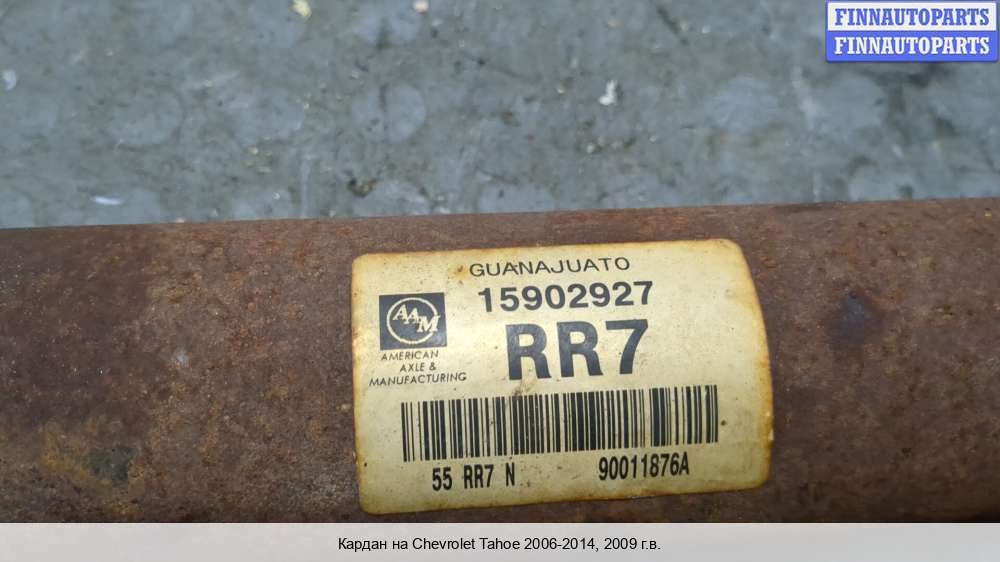 FINNAUTOPARTS
FINNAUTOPARTS
GUANAJUATO
15902927
AAM
RR7
AMERICAN
AXLE &
MANUFACTURING
55 RR7 N
90011876A
Кардан на Chevrolet Tahoe 2006-2014, 2009 г.в.